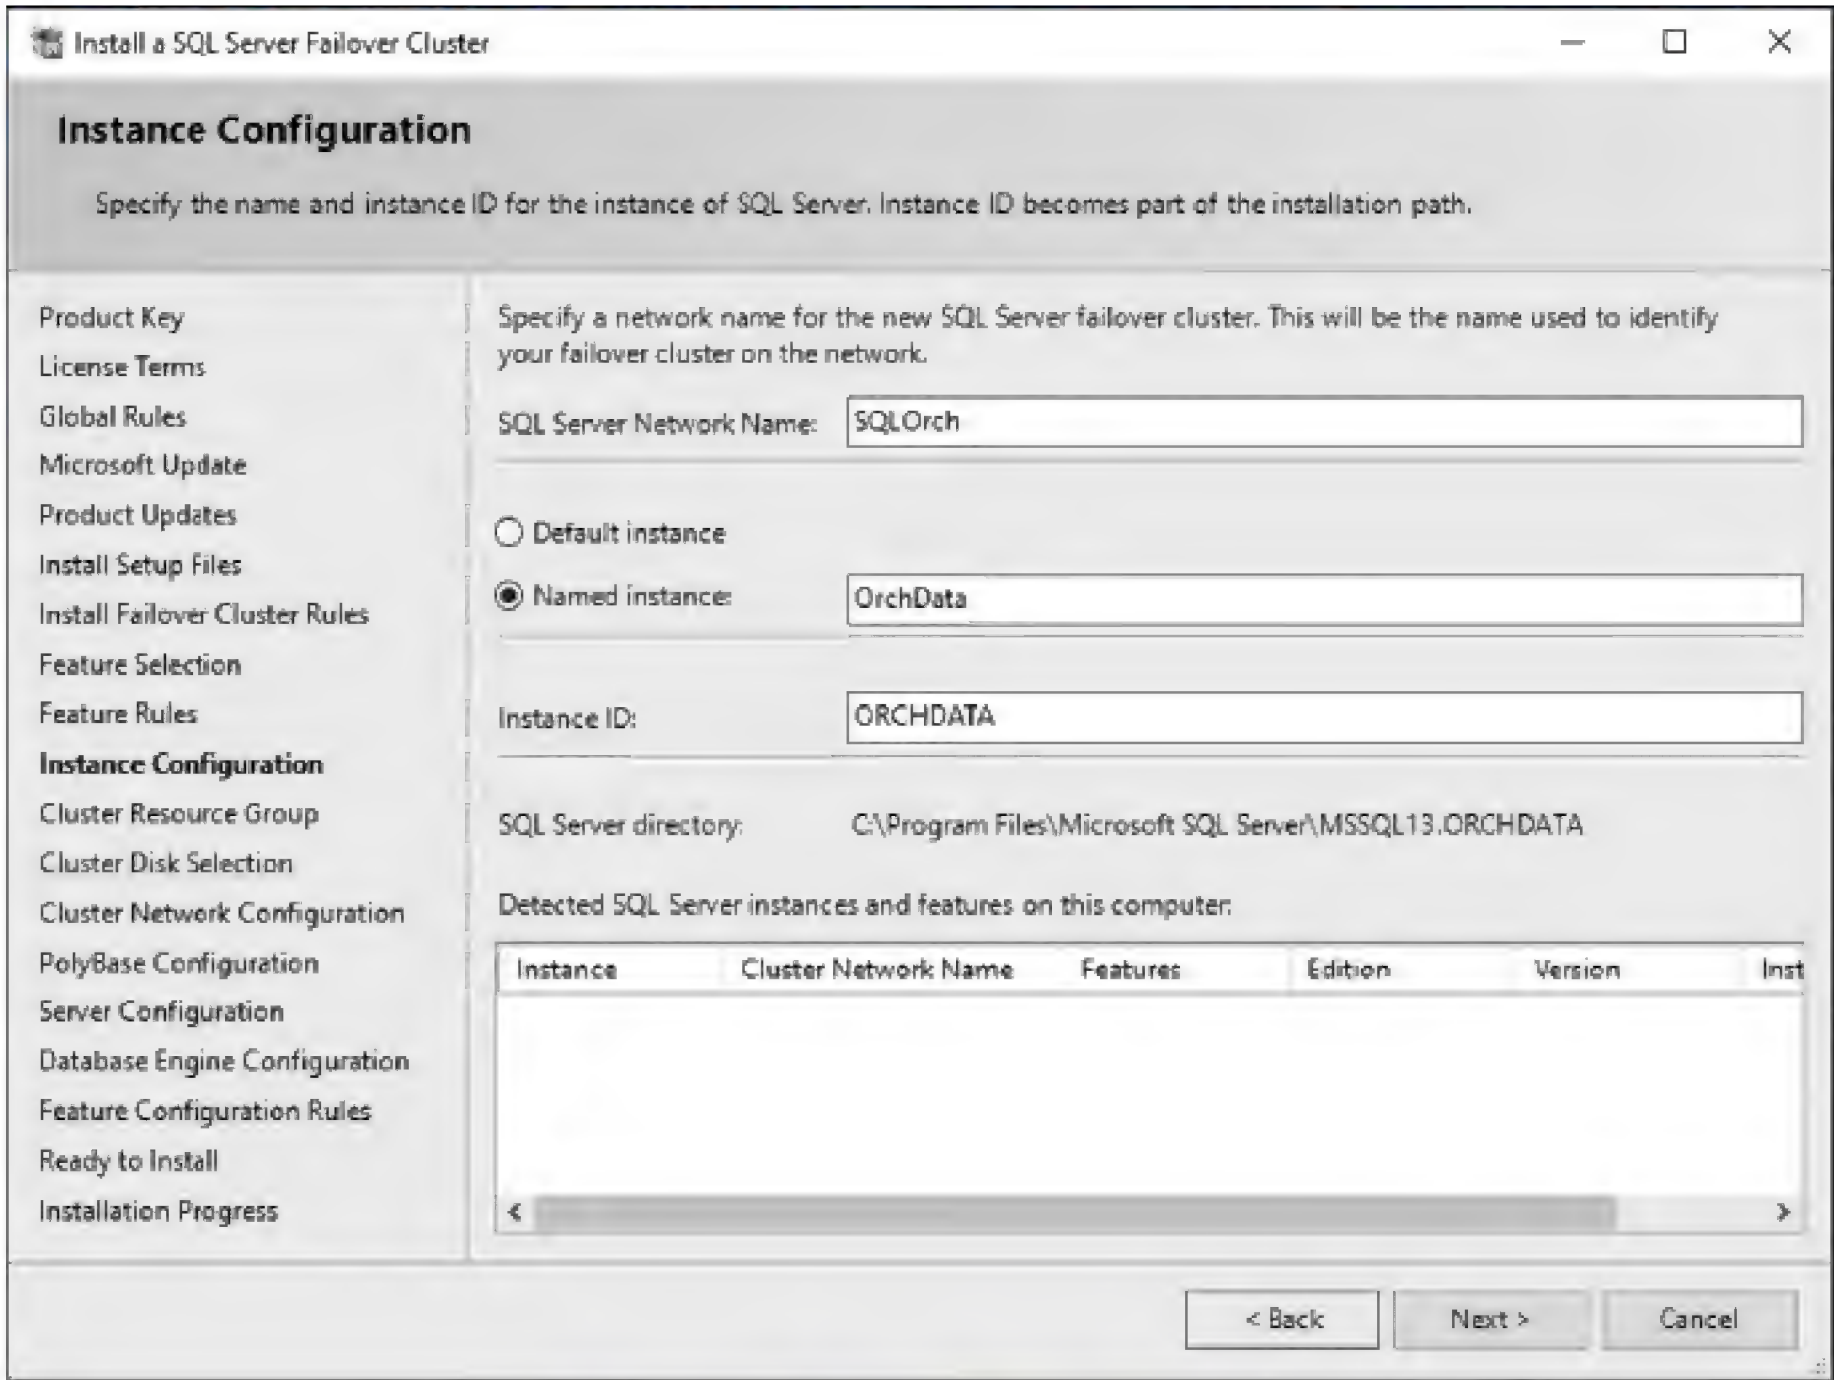 Install a SQL Server Failover Cluster
Instance Configuration
Specify the name and instance ID for the instance of SQL Server. Instance ID becomes part of the installation path.
Product Key
License Terms
Global Rules
Microsoft Update
Product Updates
Install Setup Files
Install Failover Cluster Rules
Feature Selection
Feature Rules
Instance Configuration
Cluster Resource Group
Cluster Disk Selection
Cluster Network Configuration
PolyBase Configuration
Server Configuration
Database Engine Configuration
Feature Configuration Rules
Ready to Install
Installation Progress
Specify a network name for the new SQL Server failover cluster. This will be the name used to identify
your failover cluster on the network.
SQL Server Network Name: SQLOrch
Default instance
Named instance: OrchData
Instance ID: ORCHDATA
SQL Server directory: C:\Program Files\Microsoft SQL Server\MSSQL13.ORCHDATA
Detected SQL Server instances and features on this computer:
Instance Cluster Network Name Features Edition Version Inst
< Back Next > Cancel